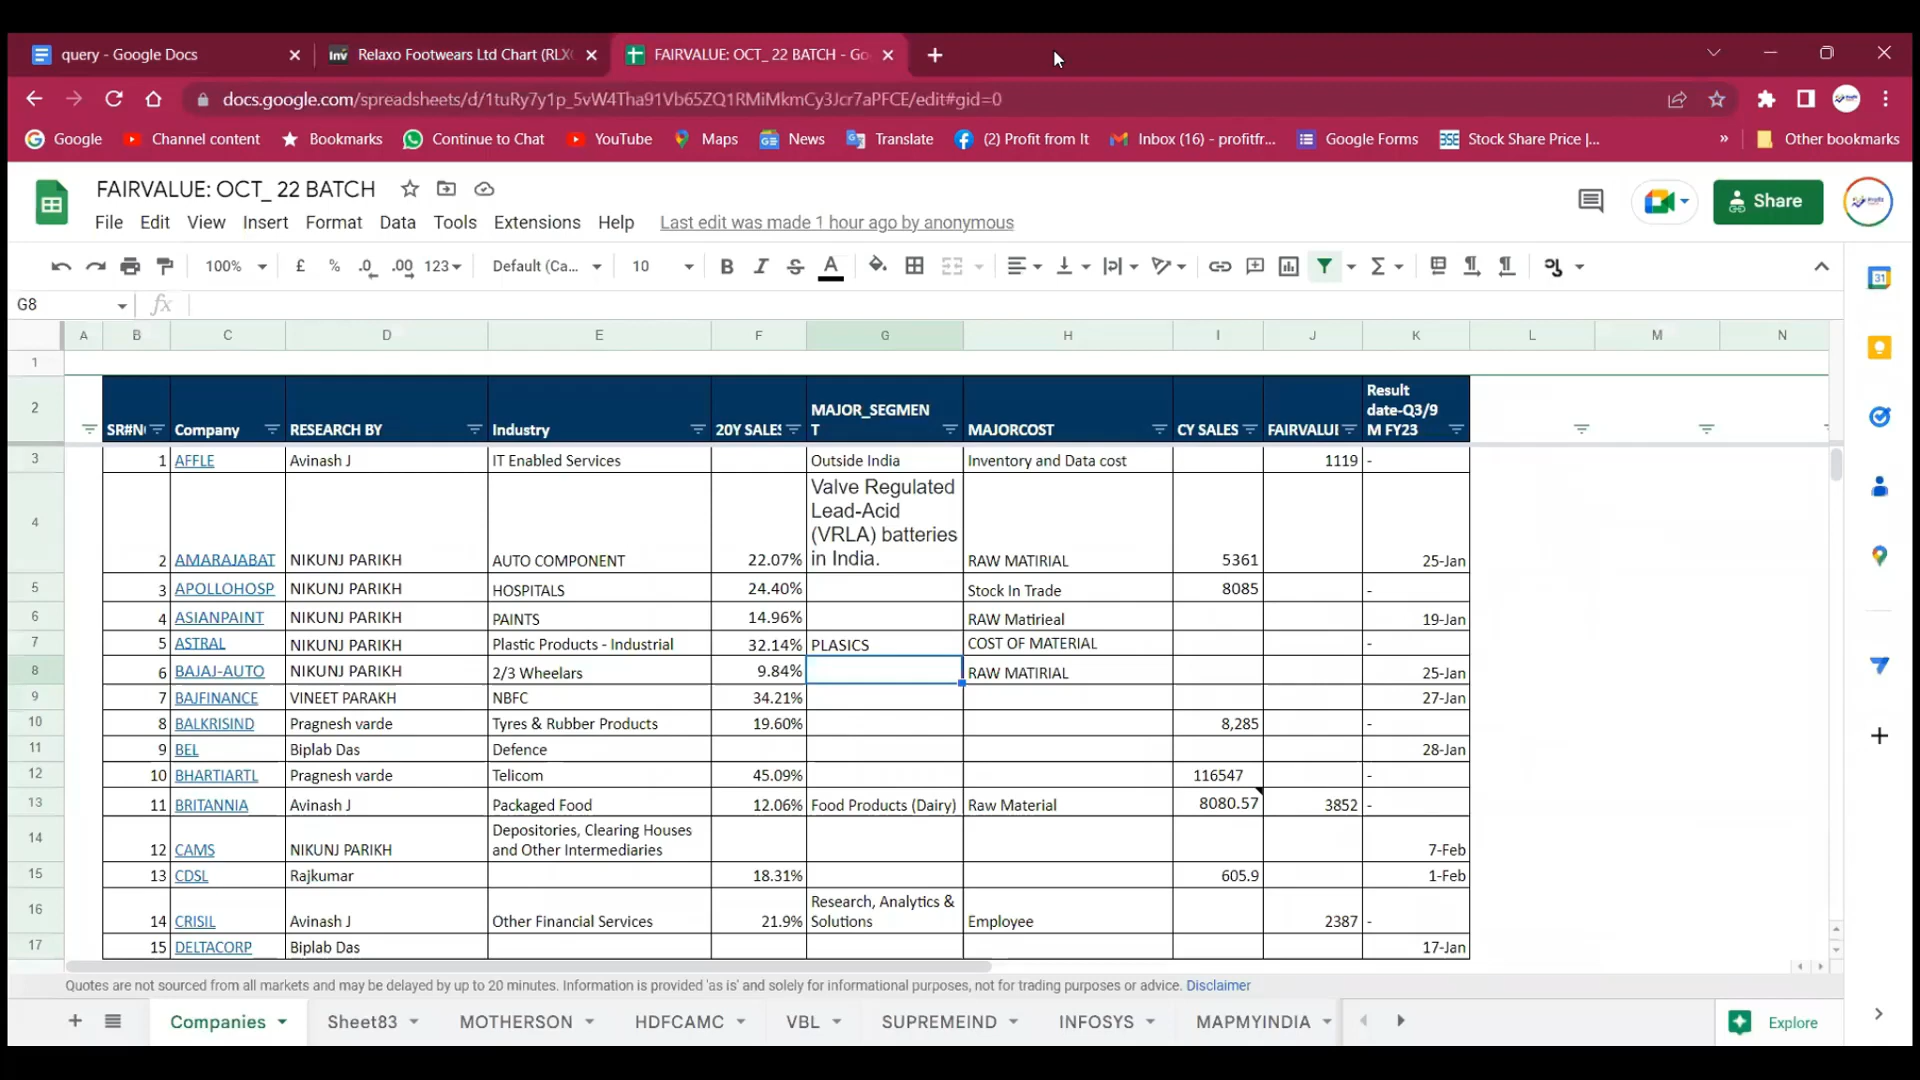 query - Google Docs
Inv Relaxo Footwears Ltd Chart (RLX
FAIRVALUE: OCT_ 22 BATCH - Go
docs.google.com/spreadsheets/d/1tuRy7y1p_5vW4Tha91Vb65ZQ1RMiMkmCy3Jcr7aPFCE/edit#gid=0
Google Channel content Bookmarks Continue to Chat YouTube Maps News Translate (2) Profit from It Inbox (16) - profitfr... Google Forms BSE Stock Share Price |... » Other bookmarks
FAIRVALUE: OCT_ 22 BATCH
Share
File Edit View Insert Format Data Tools Extensions Help Last edit was made 1 hour ago by anonymous
100% £ % .0 .00 123 Default (Ca... 10 B I S A
G8 fx
A B C D E F G H I J K L M N
1
2 SR#N Company RESEARCH BY Industry 20Y SALES MAJOR_SEGMEN
T MAJORCOST CY SALES FAIRVALUI Result
date-Q3/9
M FY23
3 1 AFFLE Avinash J IT Enabled Services Outside India Inventory and Data cost 1119 -
4 2 AMARAJABAT NIKUNJ PARIKH AUTO COMPONENT 22.07% Valve Regulated
Lead-Acid
(VRLA) batteries
in India. RAW MATIRIAL 5361 25-Jan
5 3 APOLLOHOSP NIKUNJ PARIKH HOSPITALS 24.40% Stock In Trade 8085 -
6 4 ASIANPAINT NIKUNJ PARIKH PAINTS 14.96% RAW Matirieal 19-Jan
7 5 ASTRAL NIKUNJ PARIKH Plastic Products - Industrial 32.14% PLASICS COST OF MATERIAL -
8 6 BAJAJ-AUTO NIKUNJ PARIKH 2/3 Wheelars 9.84% RAW MATIRIAL 25-Jan
9 7 BAJFINANCE VINEET PARAKH NBFC 34.21% 27-Jan
10 8 BALKRISIND Pragnesh varde Tyres & Rubber Products 19.60% 8,285 -
11 9 BEL Biplab Das Defence 28-Jan
12 10 BHARTIARTL Pragnesh varde Telicom 45.09% 116547 -
13 11 BRITANNIA Avinash J Packaged Food 12.06% Food Products (Dairy) Raw Material 8080.57 3852 -
14 12 CAMS NIKUNJ PARIKH Depositories, Clearing Houses
and Other Intermediaries 7-Feb
15 13 CDSL Rajkumar 18.31% 605.9 1-Feb
16 14 CRISIL Avinash J Other Financial Services 21.9% Research, Analytics &
Solutions Employee 2387 -
17 15 DELTACORP Biplab Das 17-Jan
Quotes are not sourced from all markets and may be delayed by up to 20 minutes. Information is provided 'as is' and solely for informational purposes, not for trading purposes or advice. Disclaimer
Companies Sheet83 MOTHERSON HDFCAMC VBL SUPREMEIND INFOSYS MAPMYINDIA Explore
31